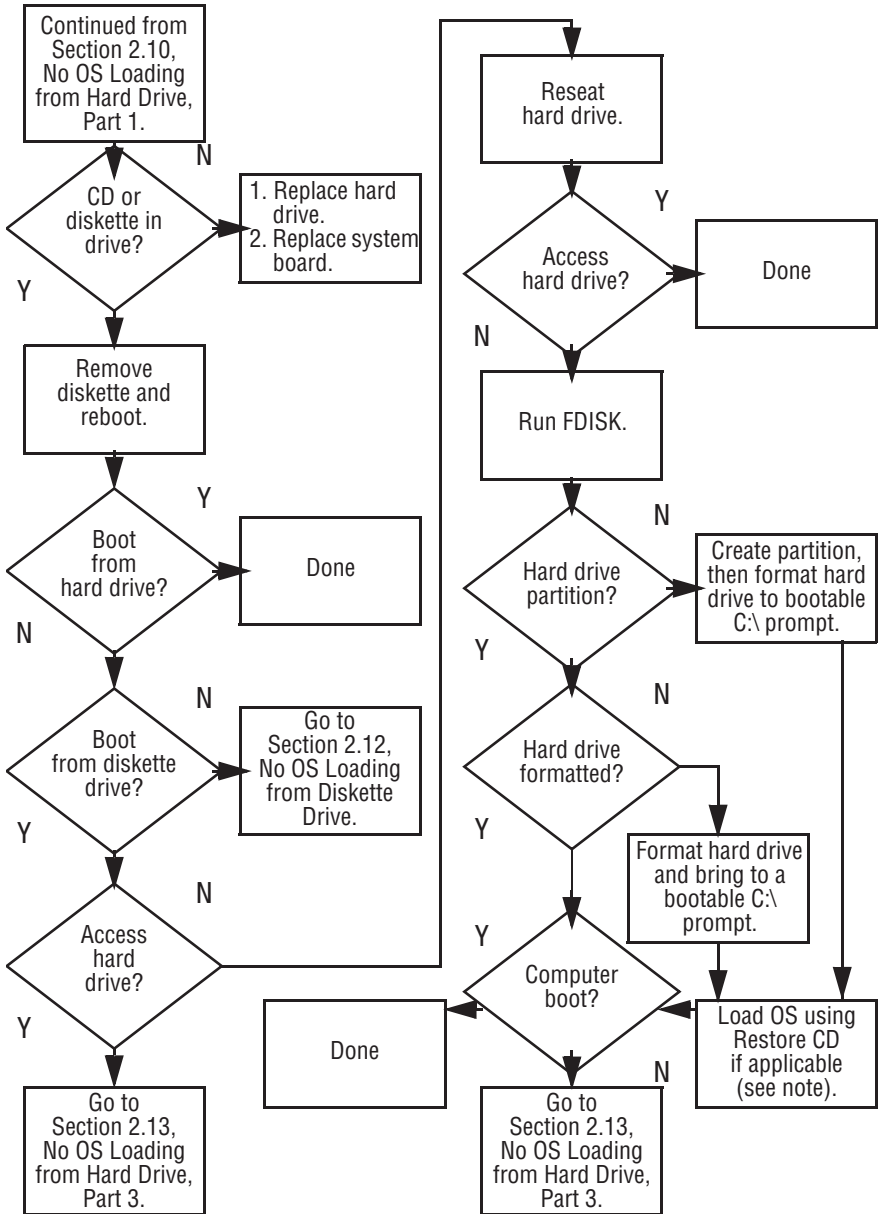 Continued from
Section 2.10,
No OS Loading
from Hard Drive,
Part 1.
N
CD or
diskette in
drive?
1. Replace hard
drive.
2. Replace system
board.
Y
Remove
diskette and
reboot.
Y
Boot
from
hard drive?
Done
N
N
Boot
from diskette
drive?
Go to
Section 2.12,
No OS Loading
from Diskette
Drive.
Y
N
Access
hard
drive?
Y
Go to
Section 2.13,
No OS Loading
from Hard Drive,
Part 3.
Reseat
hard drive.
Y
Access
hard drive?
Done
N
Run FDISK.
N
Hard drive
partition?
Create partition,
then format hard
drive to bootable
C:\ prompt.
Y
N
Hard drive
formatted?
Y
Format hard drive
and bring to a
bootable C:\
prompt.
Y
Computer
boot?
Done
Load OS using
Restore CD
if applicable
(see note).
N
Go to
Section 2.13,
No OS Loading
from Hard Drive,
Part 3.